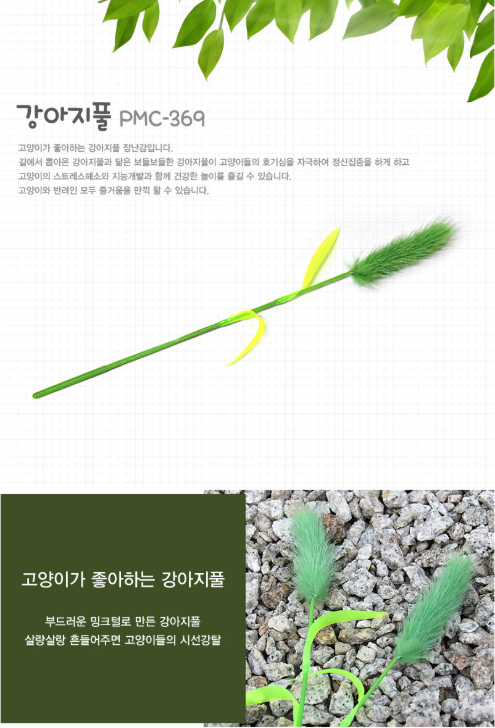 강아지풀 PMC-369
고양이가 좋아하는 강아지풀 장난감입니다.
길에서 뽑아온 강아지풀과 닮은 보들보들한 강아지풀이 고양이들의 호기심을 자극하여 정신집중을 하게 하고
고양이의 스트레스해소와 지능개발과 함께 건강한 놀이를 즐길 수 있습니다.
고양이와 반려인 모두 즐거움을 만끽 할 수 있습니다.
고양이가 좋아하는 강아지풀
부드러운 밍크털로 만든 강아지풀
살랑살랑 흔들어주면 고양이들의 시선강탈